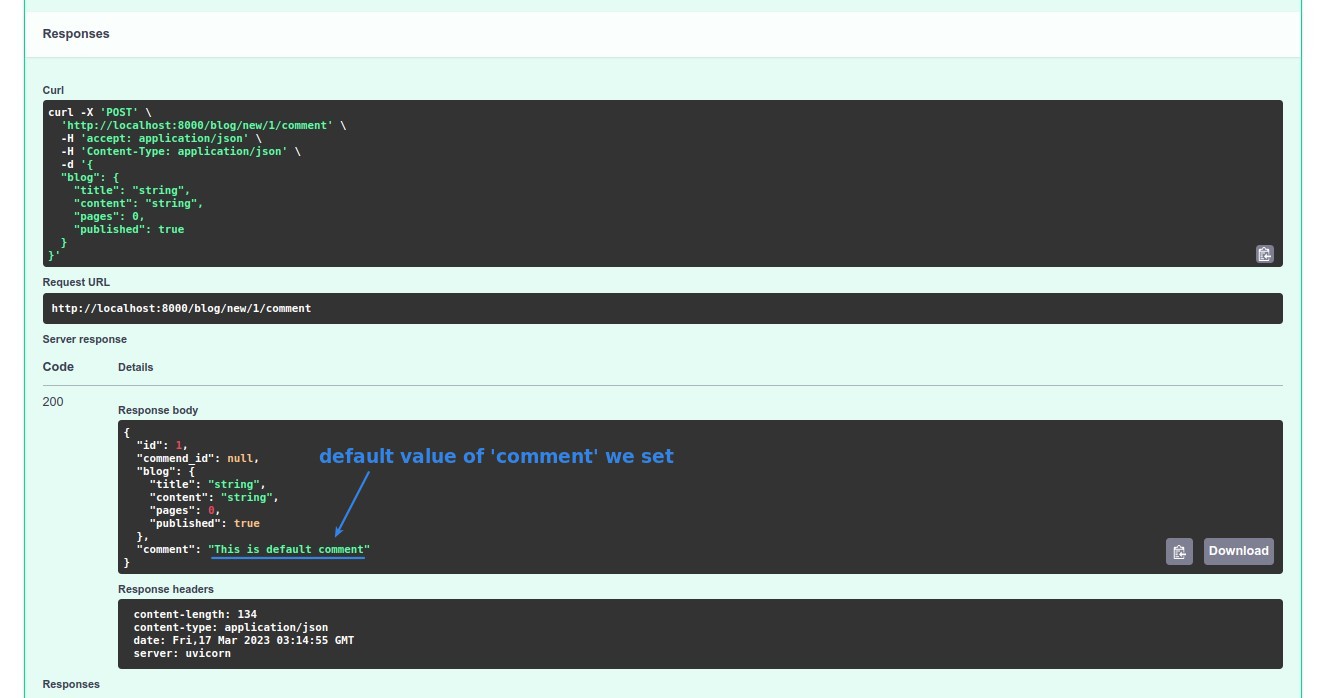 Responses
Curl
curl -X 'POST' \
  'http://localhost:8000/blog/new/1/comment' \
  -H 'accept: application/json' \
  -H 'Content-Type: application/json' \
  -d '{
  "blog": {
    "title": "string",
    "content": "string",
    "pages": 0,
    "published": true
  }
}'
Request URL
http://localhost:8000/blog/new/1/comment
Server response
Code Details
200
Response body
{
  "id": 1,
  "commend_id": null,
default value of 'comment' we set
  "blog": {
    "title": "string",
    "content": "string",
    "pages": 0,
    "published": true
  },
  "comment": "This is default comment"
}
Download
Response headers
content-length: 134
content-type: application/json
date: Fri,17 Mar 2023 03:14:55 GMT
server: uvicorn
Responses